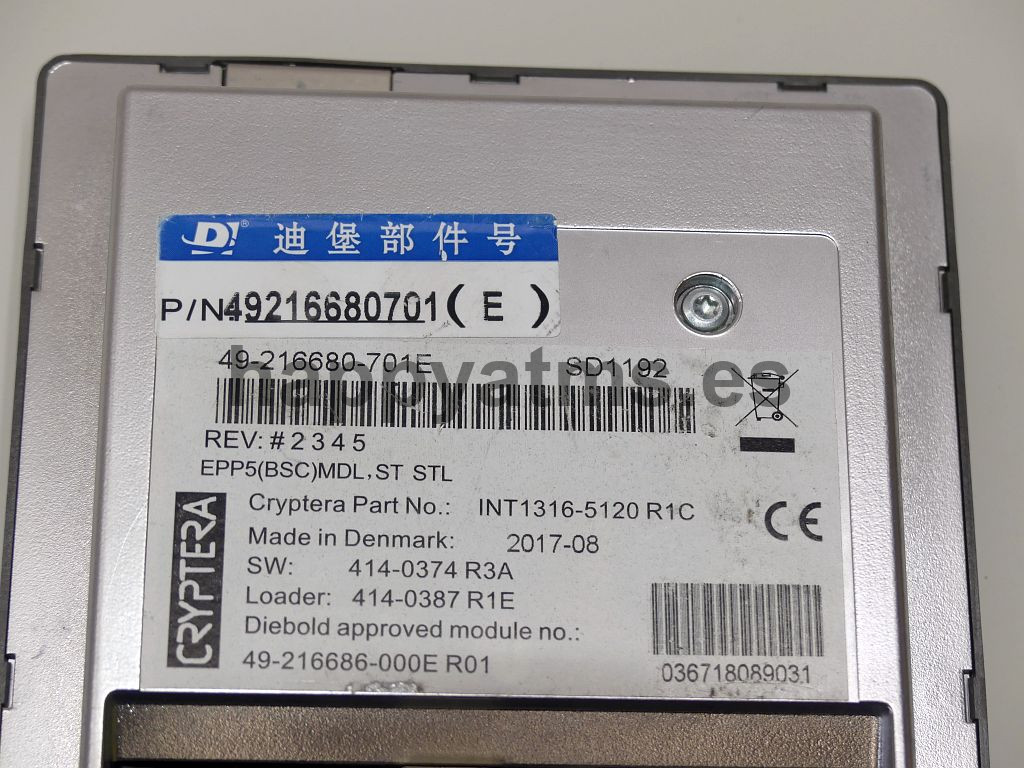 D! ® 迪堡部件号
P/N49216680701(E)
49-216680-701E SD1192
happyatms.es
REV: #2345
EPP5(BSC)MDL,ST STL
CRYPTERA
Cryptera Part No.: INT1316-5120 R1C
CE
Made in Denmark: 2017-08
SW: 414-0374 R3A
Loader: 414-0387 R1E
Diebold approved module no.:
49-216686-000E R01
036718089031